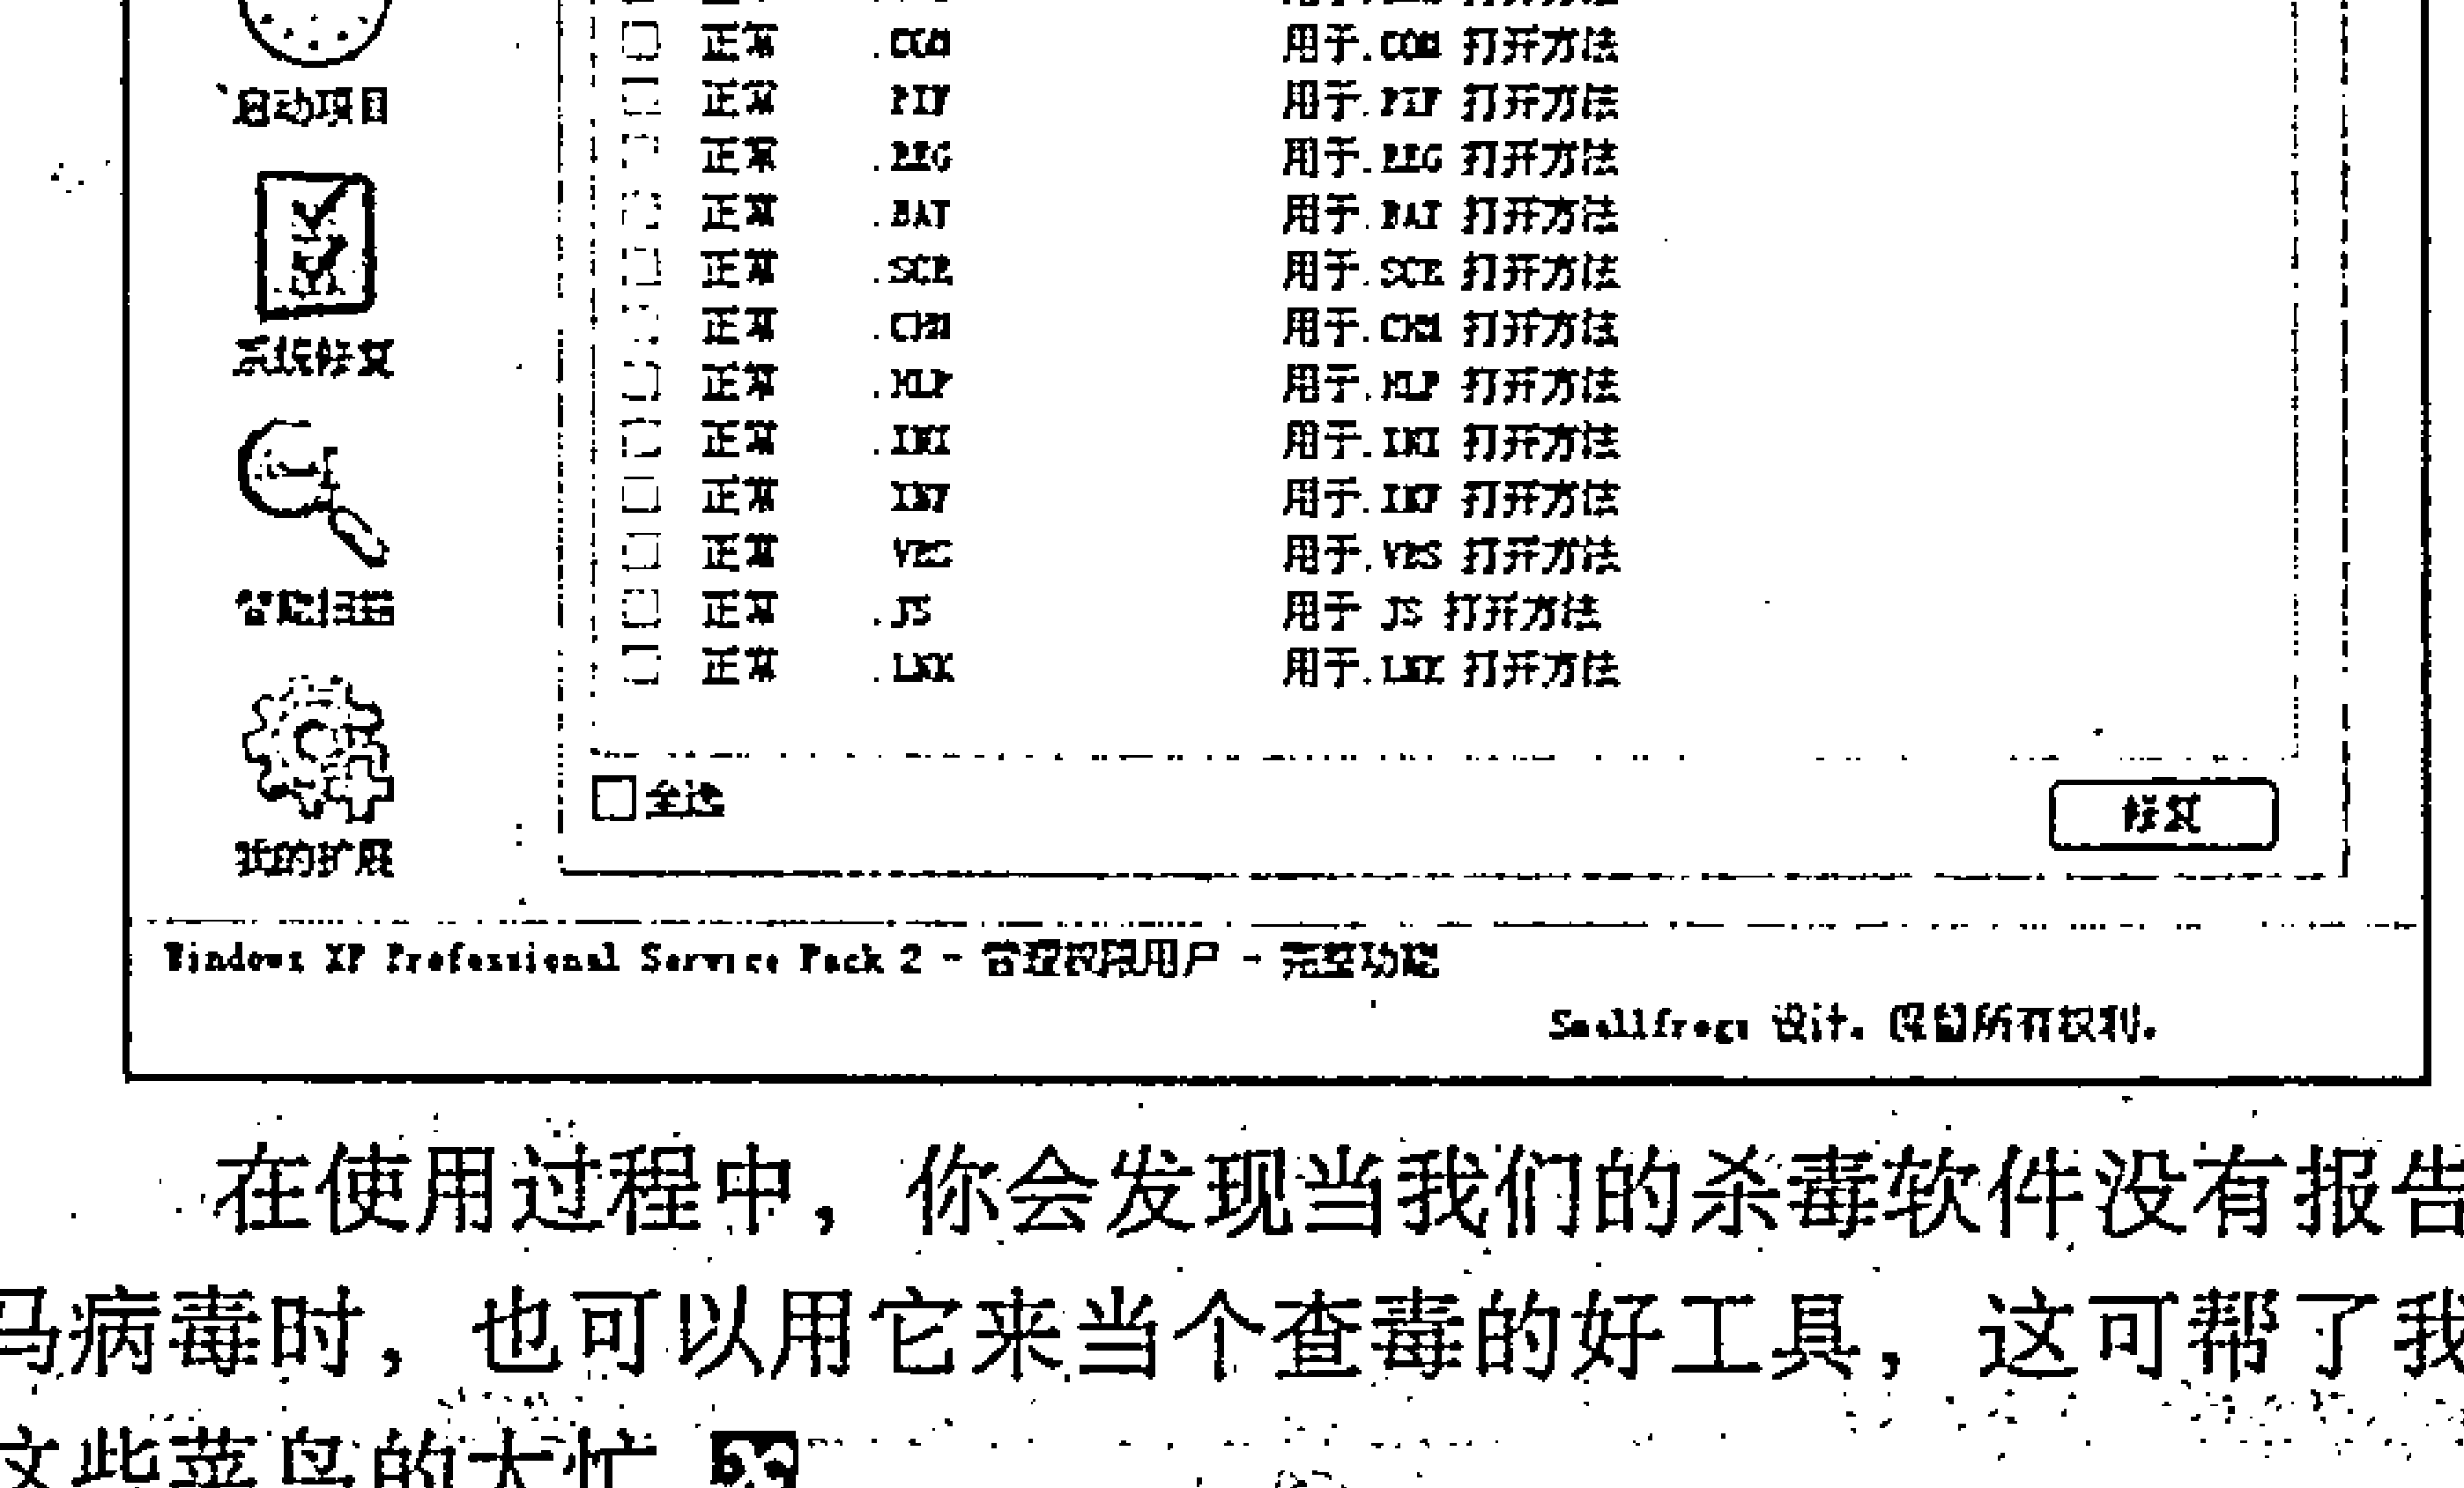 启动项目
系统修复
智能扫描
我的扩展
正常 .COM 用于.COM 打开方法
正常 .PIF 用于.PIF 打开方法
正常 .REG 用于.REG 打开方法
正常 .BAT 用于.BAT 打开方法
正常 .SCR 用于.SCR 打开方法
正常 .CHM 用于.CHM 打开方法
正常 .HLP 用于.HLP 打开方法
正常 .INI 用于.INI 打开方法
正常 .INF 用于.INF 打开方法
正常 .VBS 用于.VBS 打开方法
正常 .JS 用于.JS 打开方法
正常 .LNK 用于.LNK 打开方法
全选
修复
Windows XP Professional Service Pack 2 - 管理权限用户 - 完整功能
Smallfrogs 设计。保留所有权利。
在使用过程中，你会发现当我们的杀毒软件没有报告
马病毒时，也可以用它来当个查毒的好工具，这可帮了我
这些菜鸟的大忙